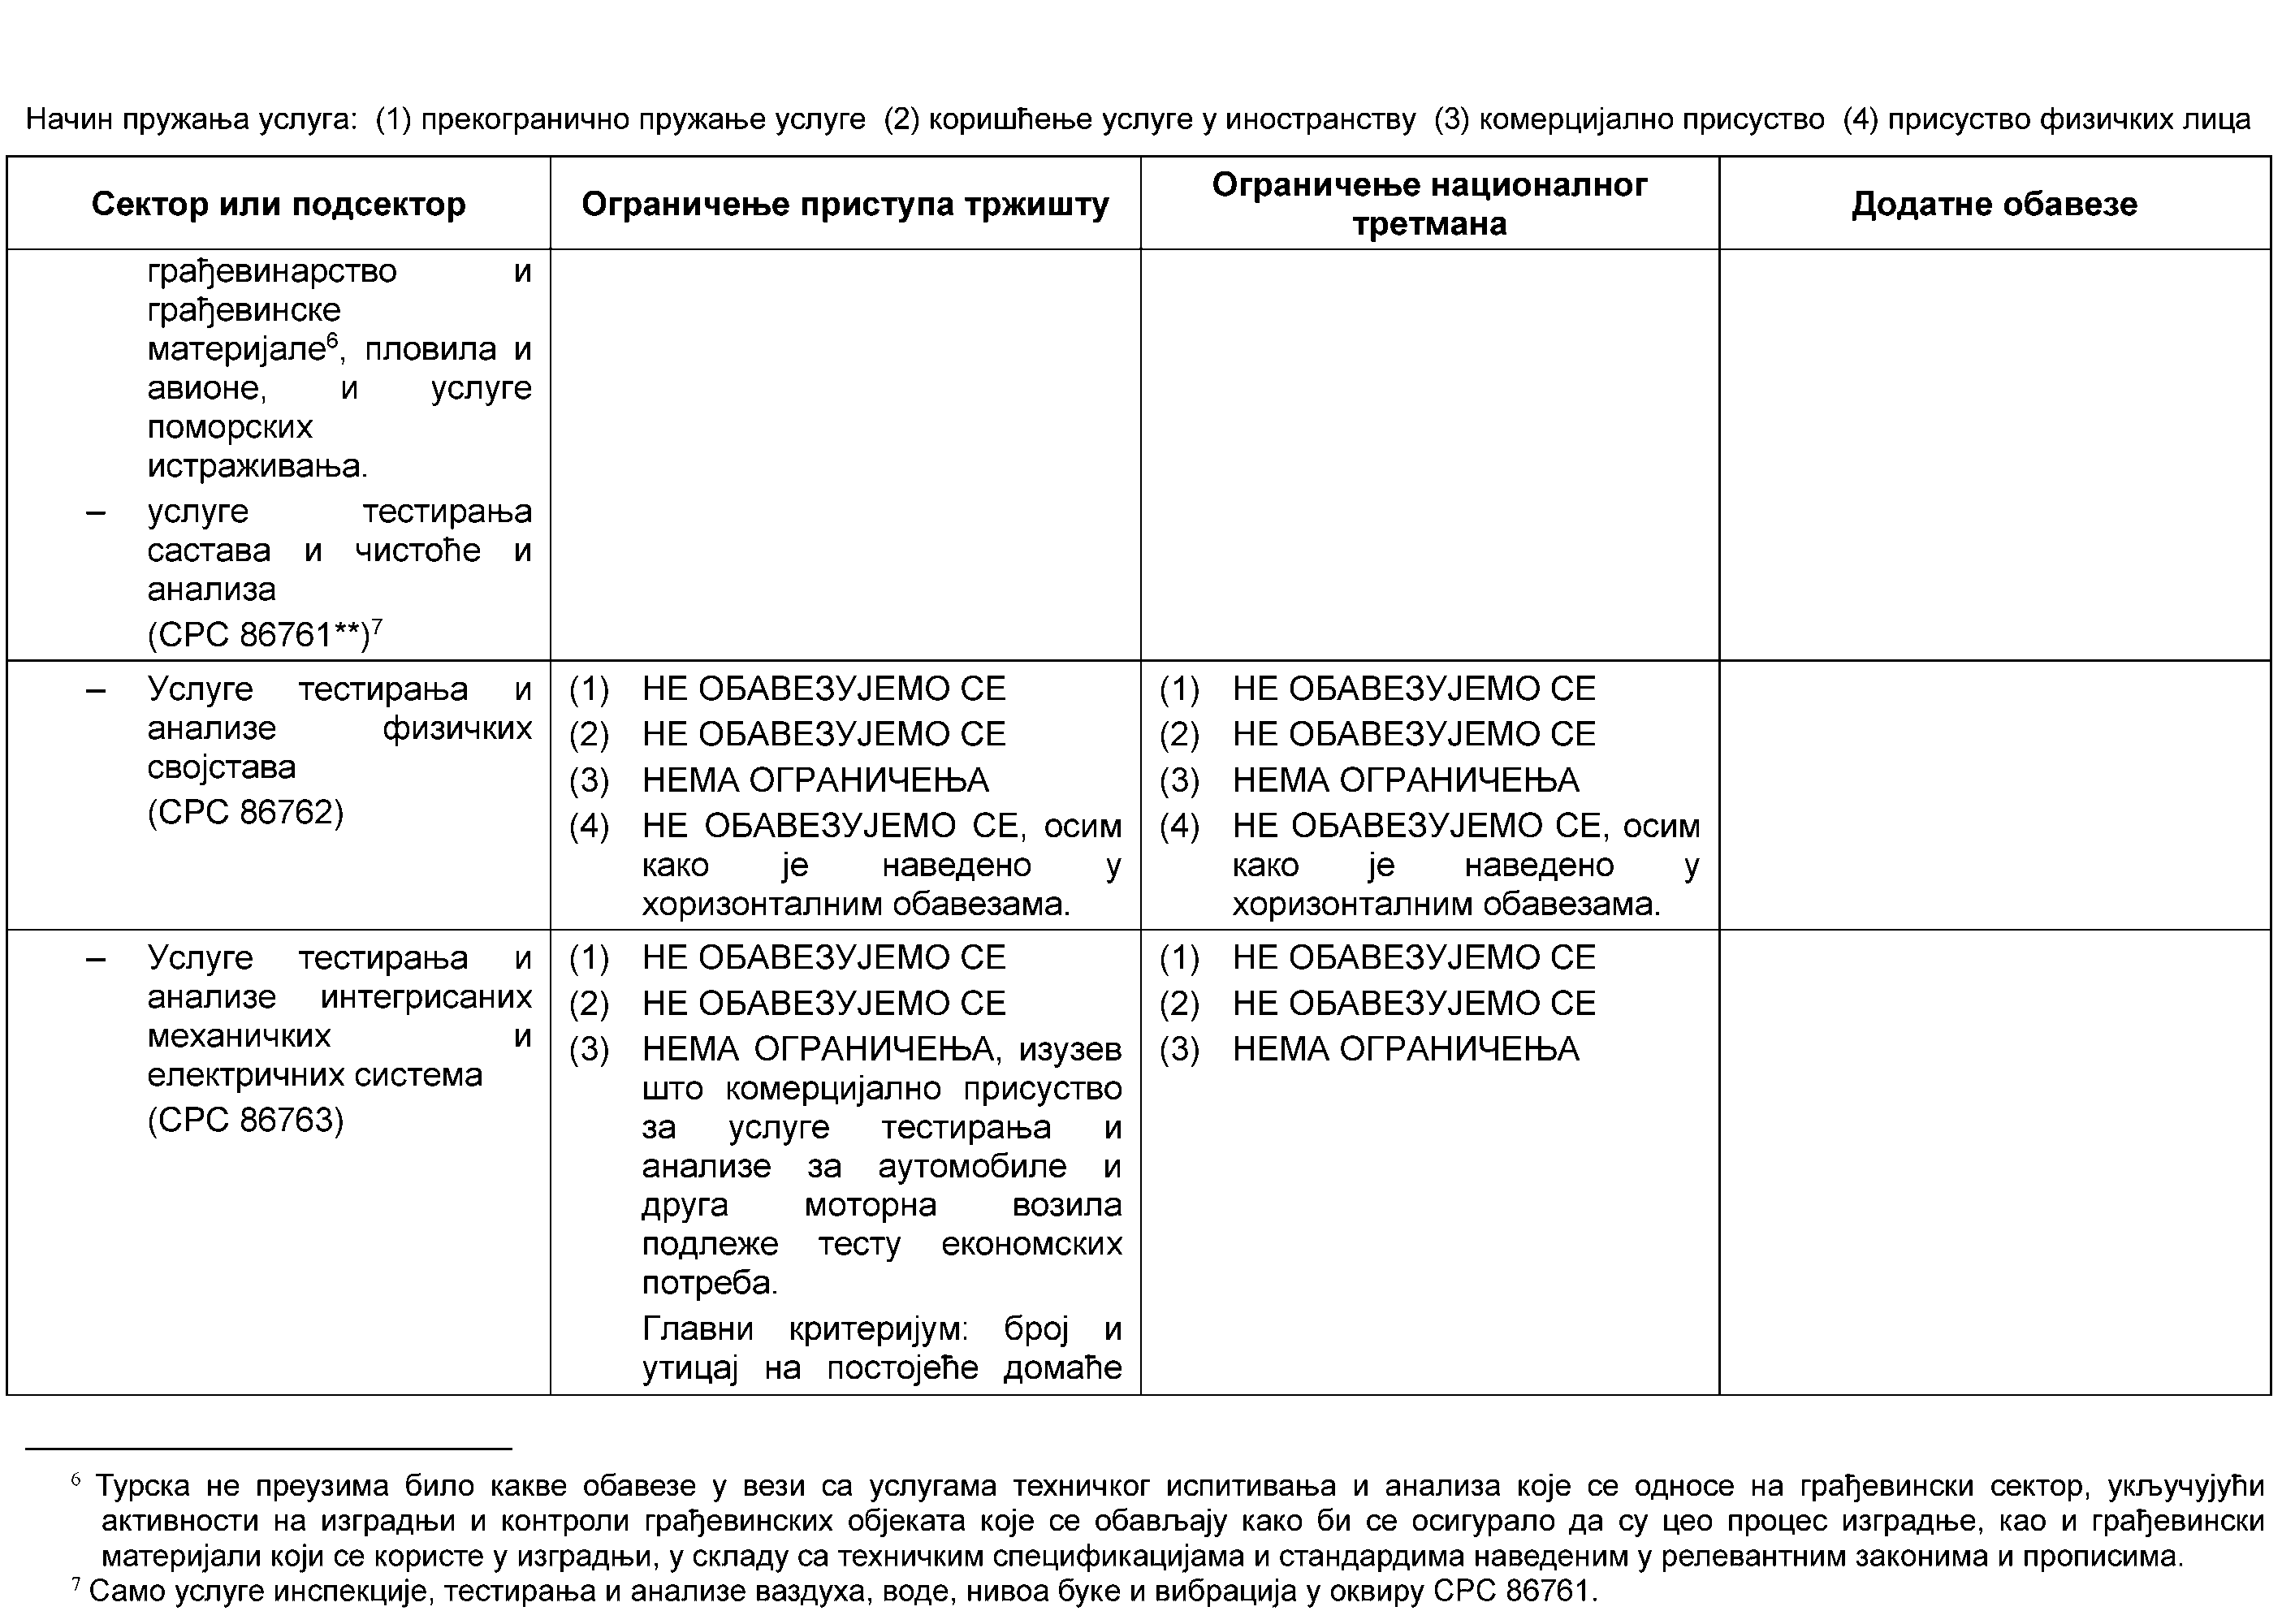 Начин пружања услуга: (1) прекогранично пружање услуге (2) коришћење услуге у иностранству (3) комерцијално присуство (4) присуство физичких лица
Сектор или подсектор
Ограничење приступа тржишту
Ограничење националног
третмана
Додатне обавезе
грађевинарство и
грађевинске
материјале⁶, пловила и
авионе, и услуге
поморских
истраживања.
– услуге тестирања
састава и чистоће и
анализа
(CPC 86761**)⁷
– Услуге тестирања и
анализе физичких
својстава
(CPC 86762)
(1) НЕ ОБАВЕЗУЈЕМО СЕ
(2) НЕ ОБАВЕЗУЈЕМО СЕ
(3) НЕМА ОГРАНИЧЕЊА
(4) НЕ ОБАВЕЗУЈЕМО СЕ, осим
како је наведено у
хоризонталним обавезама.
(1) НЕ ОБАВЕЗУЈЕМО СЕ
(2) НЕ ОБАВЕЗУЈЕМО СЕ
(3) НЕМА ОГРАНИЧЕЊА
(4) НЕ ОБАВЕЗУЈЕМО СЕ, осим
како је наведено у
хоризонталним обавезама.
– Услуге тестирања и
анализе интегрисаних
механичких и
електричних система
(CPC 86763)
(1) НЕ ОБАВЕЗУЈЕМО СЕ
(2) НЕ ОБАВЕЗУЈЕМО СЕ
(3) НЕМА ОГРАНИЧЕЊА, изузев
што комерцијално присуство
за услуге тестирања и
анализе за аутомобиле и
друга моторна возила
подлеже тесту економских
потреба.
Главни критеријум: број и
утицај на постојеће домаће
(1) НЕ ОБАВЕЗУЈЕМО СЕ
(2) НЕ ОБАВЕЗУЈЕМО СЕ
(3) НЕМА ОГРАНИЧЕЊА
⁶ Турска не преузима било какве обавезе у вези са услугама техничког испитивања и анализа које се односе на грађевински сектор, укључујући
активности на изградњи и контроли грађевинских објеката које се обављају како би се осигурало да су цео процес изградње, као и грађевински
материјали који се користе у изградњи, у складу са техничким спецификацијама и стандардима наведеним у релевантним законима и прописима.
⁷ Само услуге инспекције, тестирања и анализе ваздуха, воде, нивоа буке и вибрација у оквиру CPC 86761.